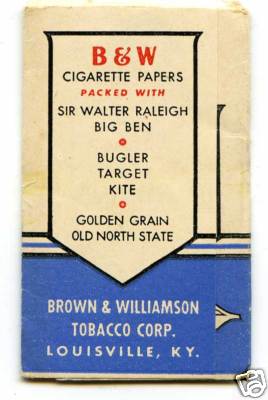 B & W
CIGARETTE PAPERS
PACKED WITH
SIR WALTER RALEIGH
BIG BEN
BUGLER
TARGET
KITE
GOLDEN GRAIN
OLD NORTH STATE
BROWN & WILLIAMSON
TOBACCO CORP.
LOUISVILLE, KY.
ebay